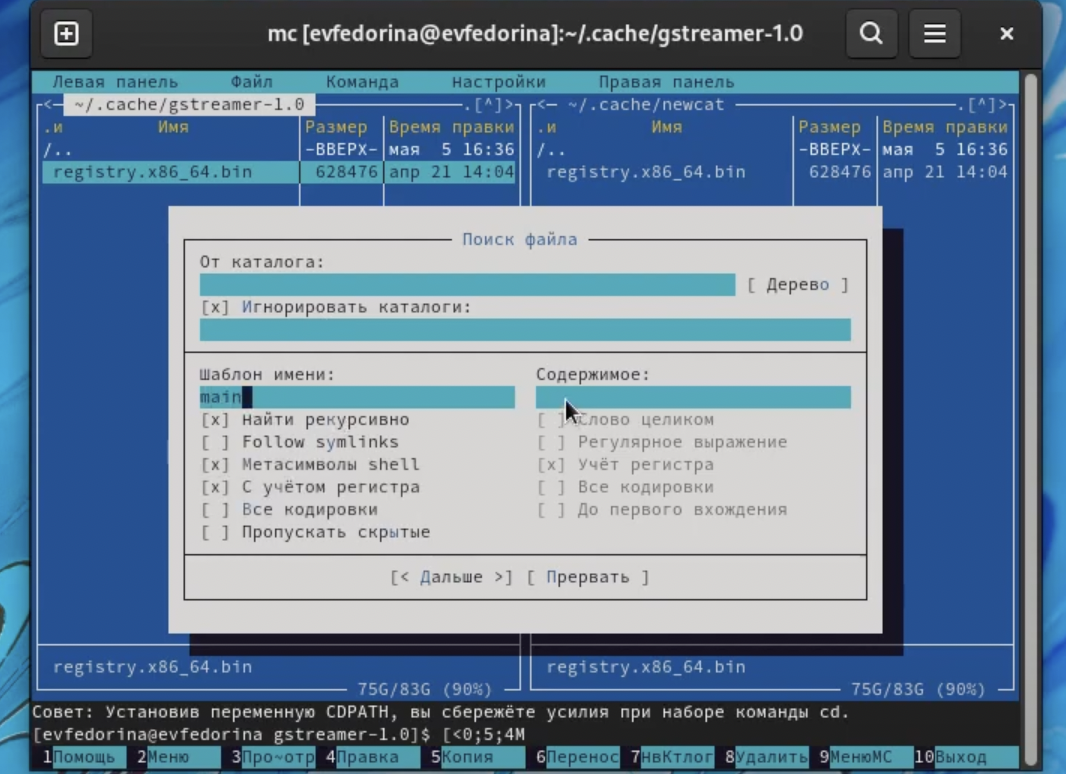 mc [evfedorina@evfedorina]:~/.cache/gstreamer-1.0
Левая панель Файл Команда Настройки Правая панель
<— ~/.cache/gstreamer-1.0 .[^]> <— ~/.cache/newcat .[^]>
.и Имя Размер Время правки .и Имя Размер Время правки
/.. -ВВЕРХ- мая 5 16:36 /.. -ВВЕРХ- мая 5 16:36
registry.x86_64.bin 628476 апр 21 14:04 registry.x86_64.bin 628476 апр 21 14:04
Поиск файла
От каталога:
[ Дерево ]
[x] Игнорировать каталоги:
Шаблон имени: Содержимое:
main
[x] Найти рекурсивно [ ] Слово целиком
[ ] Follow symlinks [ ] Регулярное выражение
[x] Метасимволы shell [x] Учёт регистра
[x] С учётом регистра [ ] Все кодировки
[ ] Все кодировки [ ] До первого вхождения
[ ] Пропускать скрытые
[< Дальше >] [ Прервать ]
registry.x86_64.bin registry.x86_64.bin
75G/83G (90%) 75G/83G (90%)
Совет: Установив переменную CDPATH, вы сбережёте усилия при наборе команды cd.
[evfedorina@evfedorina gstreamer-1.0]$ [<0;5;4M
1Помощь 2Меню 3Про~отр 4Правка 5Копия 6Перенос 7НвКтлог 8Удалить 9МенюMC 10Выход